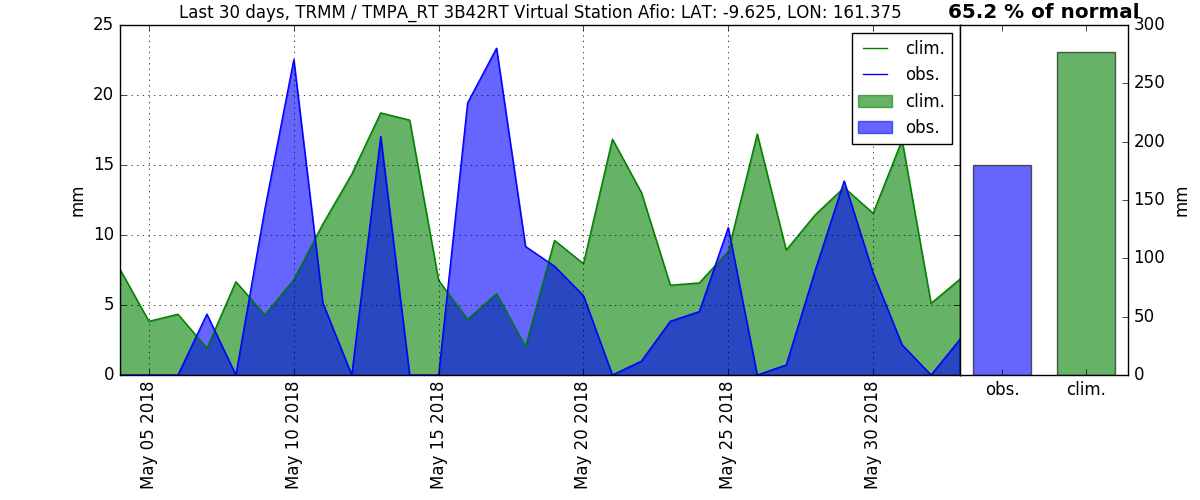 Last 30 days, TRMM / TMPA_RT 3B42RT Virtual Station Afio: LAT: -9.625, LON: 161.375
65.2 % of normal
25
20
15
10
5
0
mm
clim.
obs.
clim.
obs.
May 05 2018
May 10 2018
May 15 2018
May 20 2018
May 25 2018
May 30 2018
300
250
200
150
100
50
0
mm
obs.
clim.